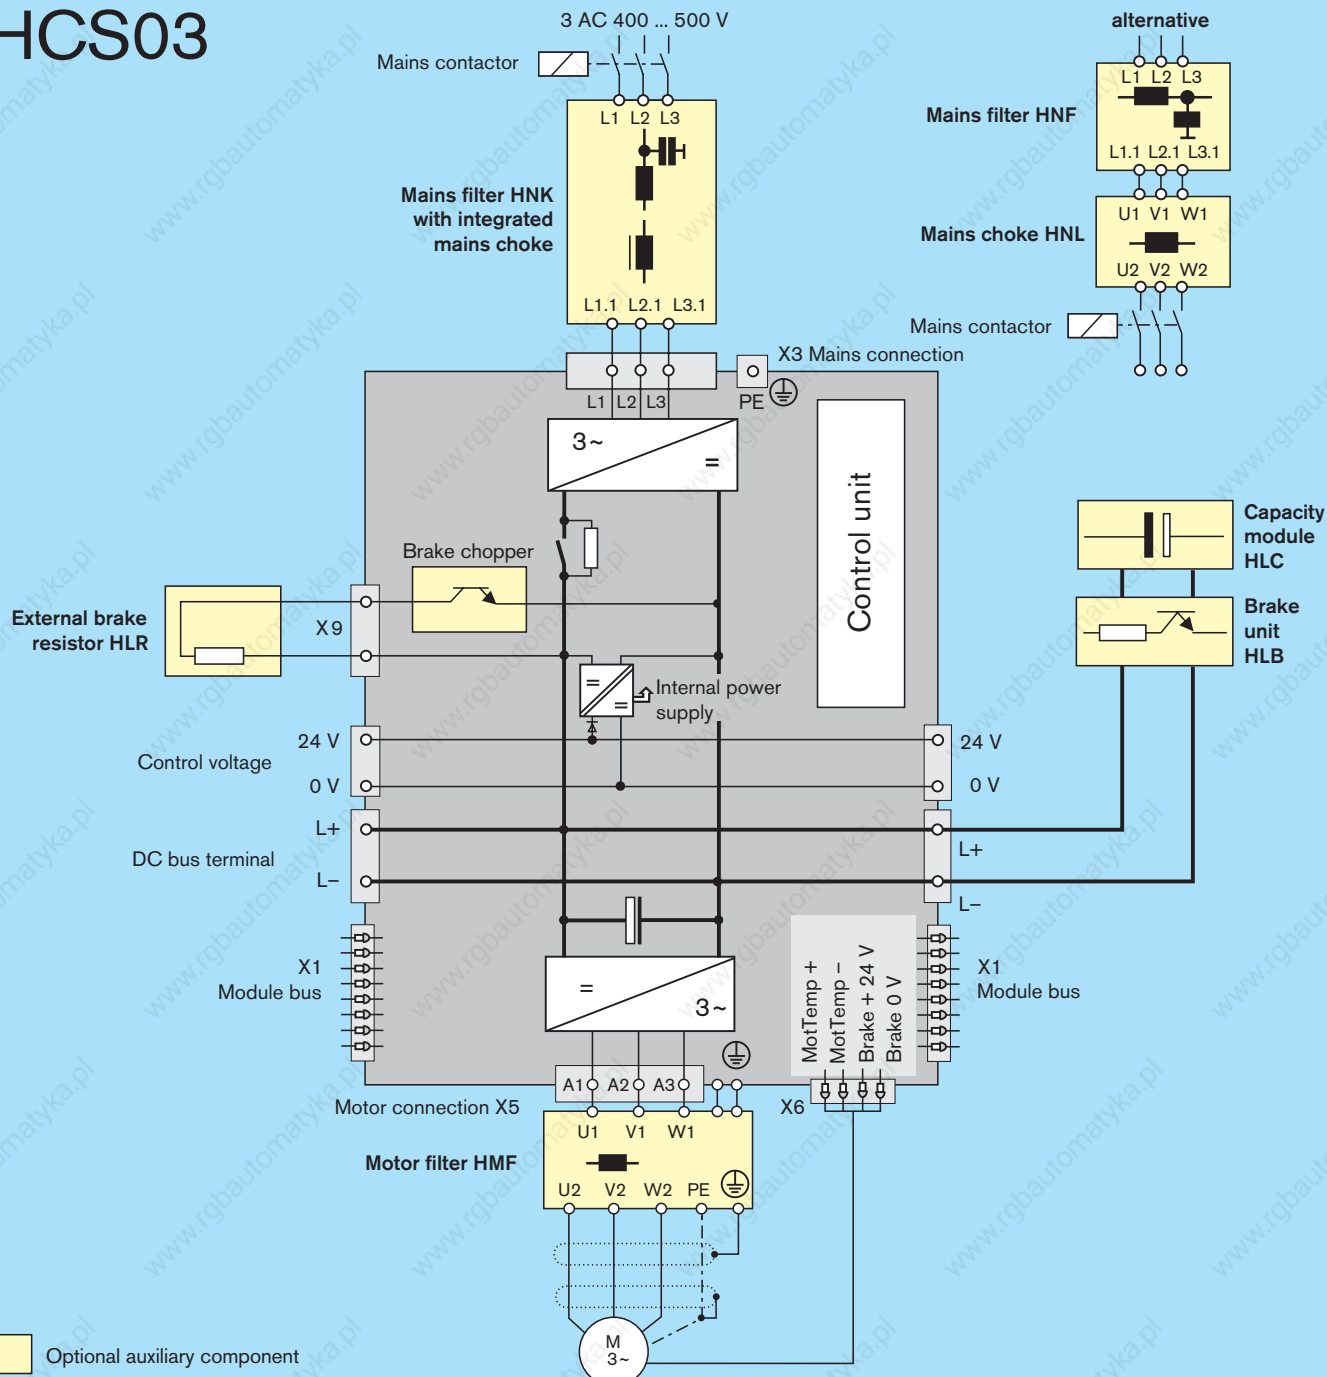 HCS03
3 AC 400 ... 500 V
alternative
Mains contactor
L1 L2 L3
Mains filter HNK
with integrated
mains choke
L1.1 L2.1 L3.1
L1 L2 L3
Mains filter HNF
L1.1 L2.1 L3.1
U1 V1 W1
Mains choke HNL
U2 V2 W2
Mains contactor
X3 Mains connection
L1 L2 L3
PE
3~
=
Control unit
Brake chopper
External brake
resistor HLR
X9
=
=
Internal power
supply
Capacity
module
HLC
Brake
unit
HLB
24 V
Control voltage
0 V
24 V
0 V
L+
DC bus terminal
L–
L+
L–
X1
Module bus
=
3~
MotTemp +
MotTemp –
Brake + 24 V
Brake 0 V
X1
Module bus
A1 A2 A3
Motor connection X5
X6
U1 V1 W1
Motor filter HMF
U2 V2 W2 PE
M
3~
Optional auxiliary component
www.rgbautomatyka.pl